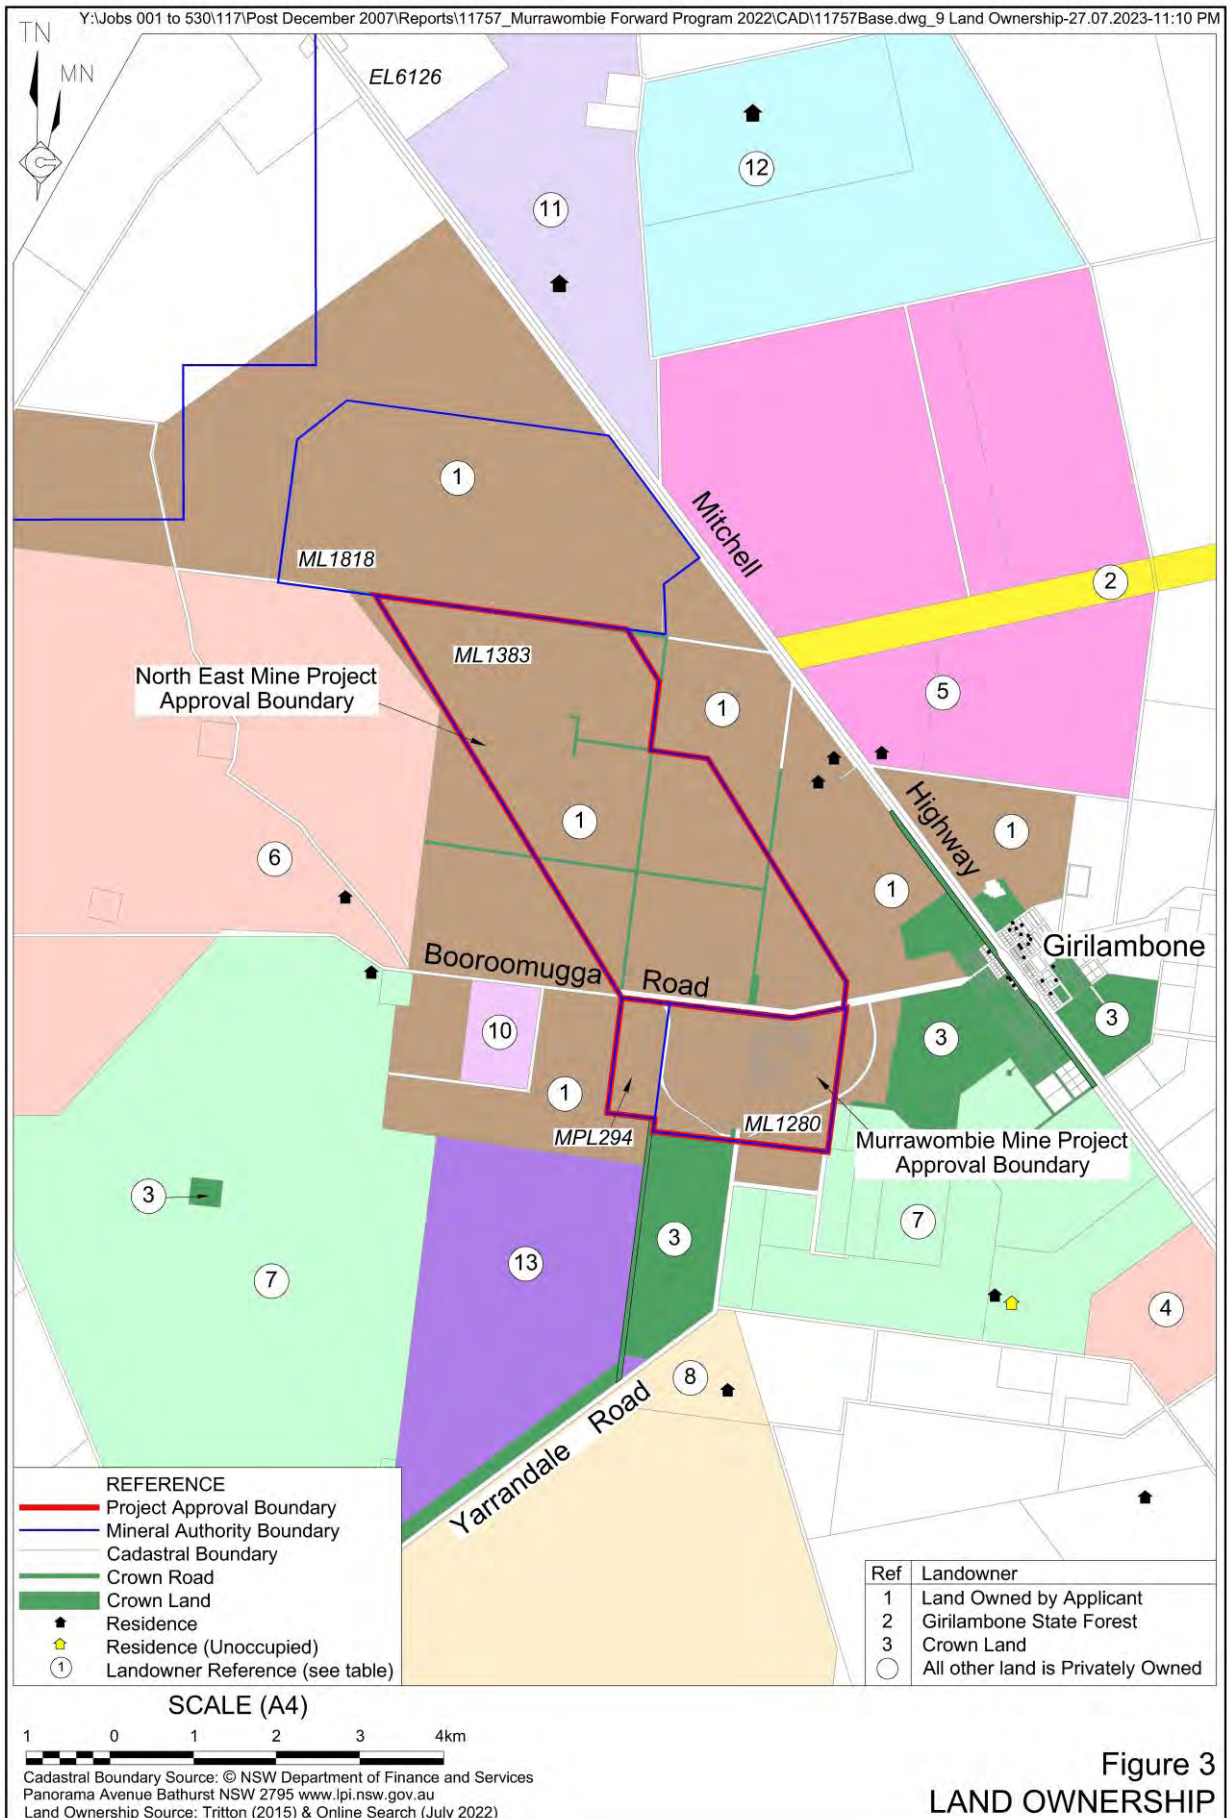 Y:\Jobs 001 to 530\117\Post December 2007\Reports\11757_Murrawombie Forward Program 2022\CAD\11757Base.dwg_9 Land Ownership-27.07.2023-11:10 PM
TN
MN
EL6126
12
11
1
Mitchell
ML1818
2
ML1383
North East Mine Project
Approval Boundary
1
5
Highway
1
1
6
1
Girilambone
Booroomugga Road
10
3
3
1
MPL294
ML1280
Murrawombie Mine Project
Approval Boundary
3
7
3
13
7
4
8
Yarrandale Road
REFERENCE
Project Approval Boundary
Mineral Authority Boundary
Cadastral Boundary
Crown Road
Crown Land
Residence
Residence (Unoccupied)
1 Landowner Reference (see table)
Ref Landowner
1 Land Owned by Applicant
2 Girilambone State Forest
3 Crown Land
All other land is Privately Owned
SCALE (A4)
1 0 1 2 3 4km
Cadastral Boundary Source: © NSW Department of Finance and Services
Panorama Avenue Bathurst NSW 2795 www.lpi.nsw.gov.au
Land Ownership Source: Tritton (2015) & Online Search (July 2022)
Figure 3
LAND OWNERSHIP